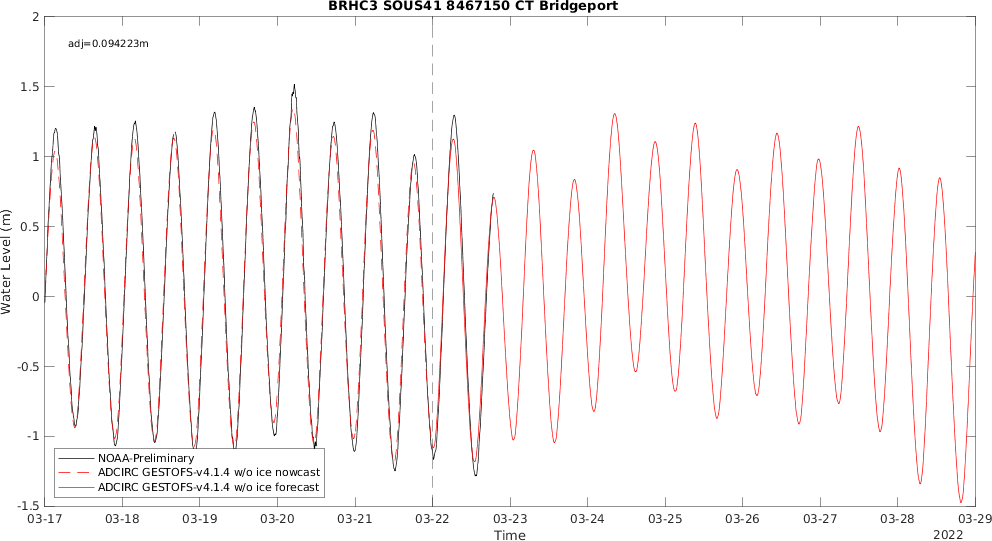 BRHC3 SOUS41 8467150 CT Bridgeport
2
adj=0.094223m
1.5
1
0.5
0
-0.5
-1
-1.5
Water Level (m)
NOAA-Preliminary
ADCIRC GESTOFS-v4.1.4 w/o ice nowcast
ADCIRC GESTOFS-v4.1.4 w/o ice forecast
03-17 03-18 03-19 03-20 03-21 03-22 03-23 03-24 03-25 03-26 03-27 03-28 03-29
Time
2022